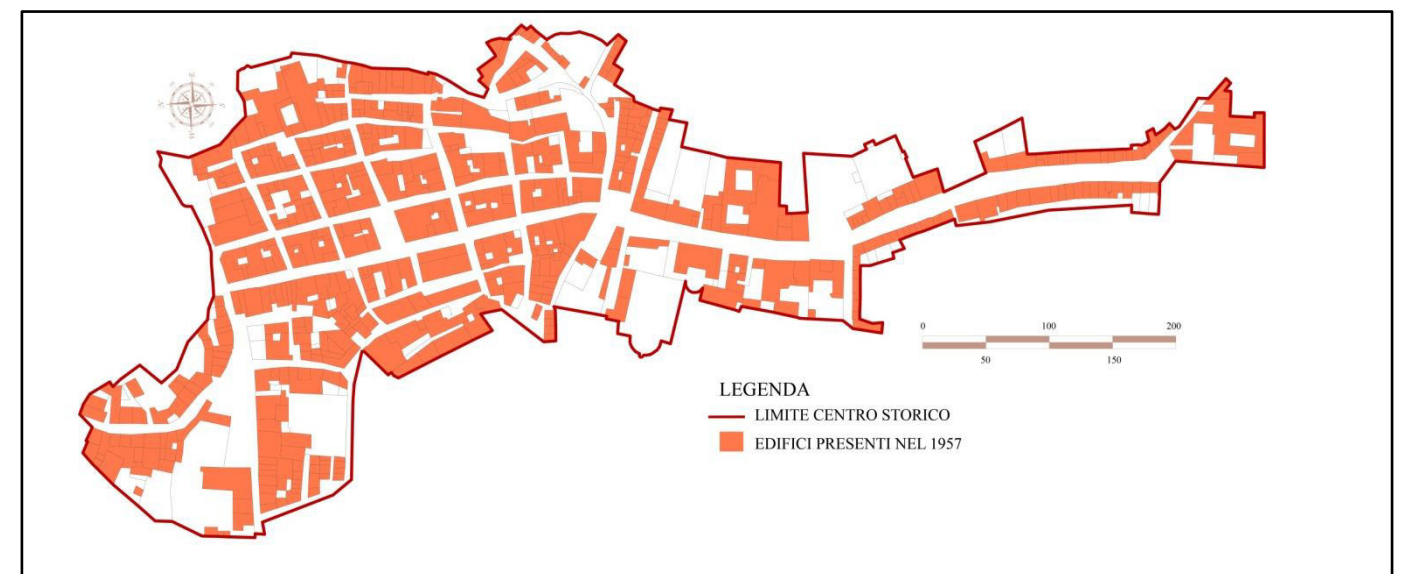 0 100 200
50 150
LEGENDA
LIMITE CENTRO STORICO
EDIFICI PRESENTI NEL 1957